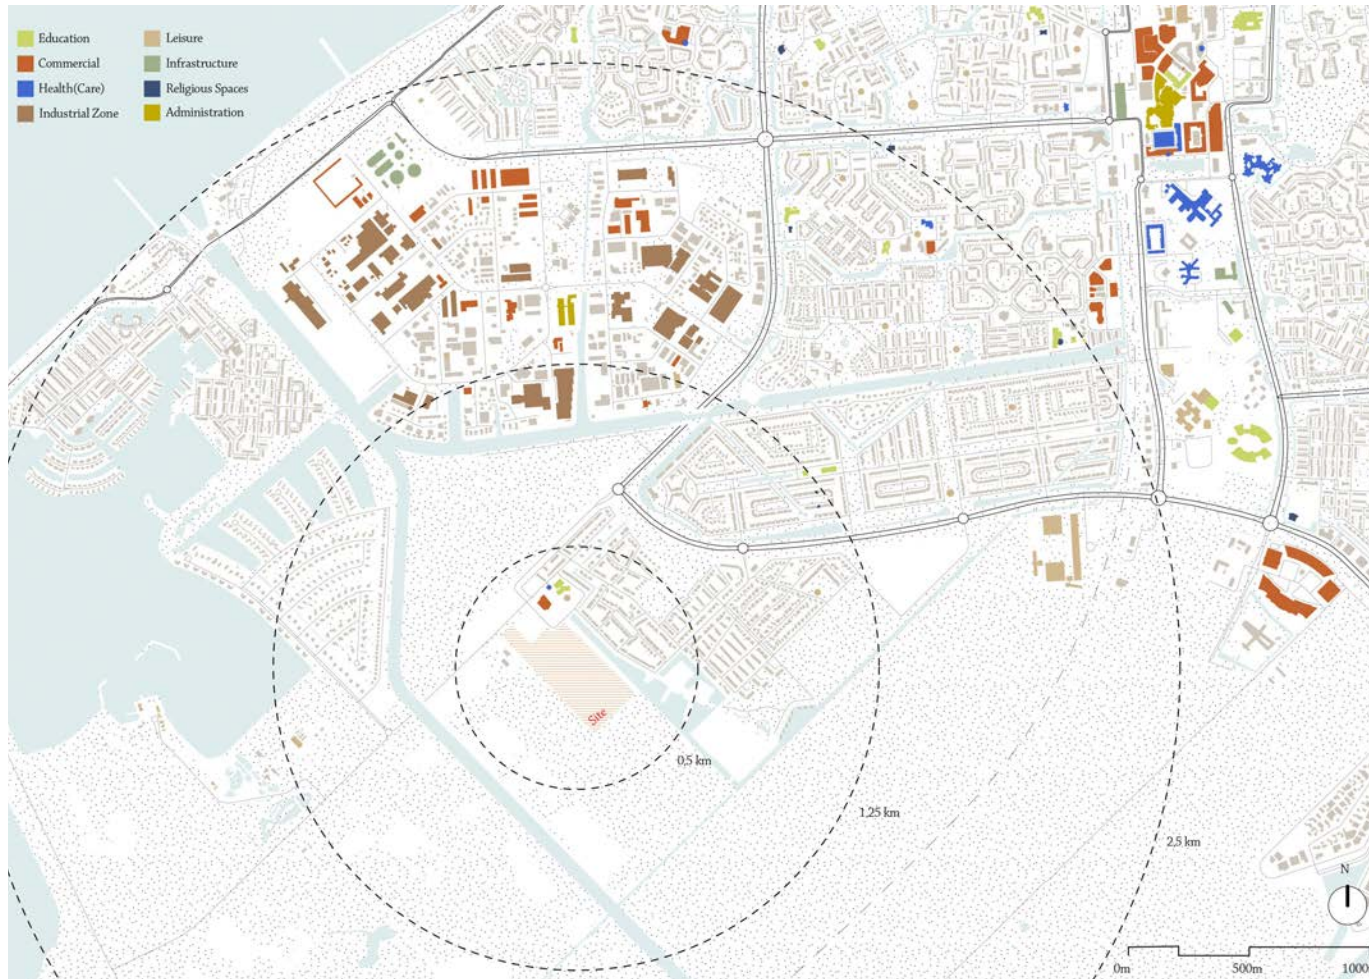 Education
Leisure
Commercial
Infrastructure
Health(Care)
Religious Spaces
Industrial Zone
Administration
Site
0,5 km
1,25 km
2,5 km
N
0m
500m
1000